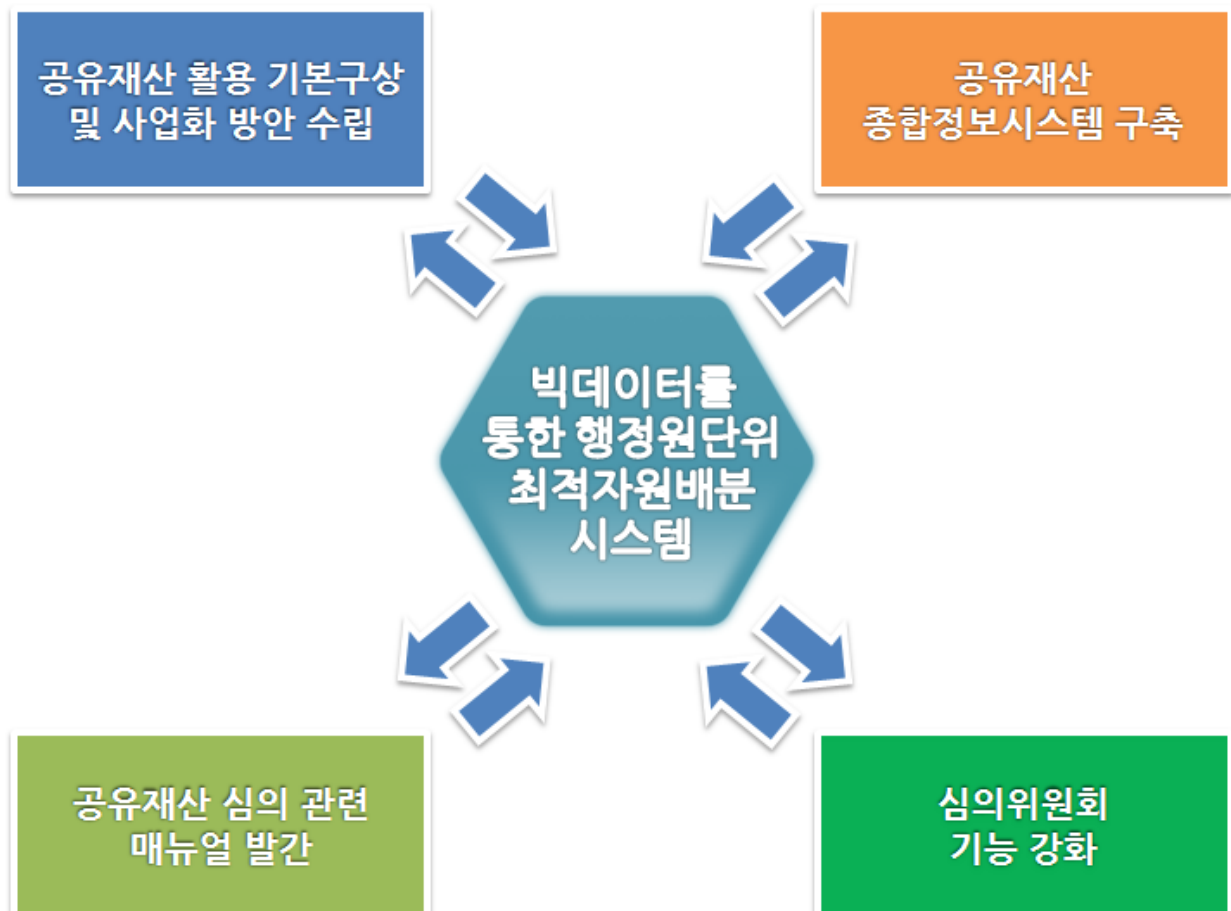 공유재산 활용 기본구상
및 사업화 방안 수립
공유재산
종합정보시스템 구축
빅데이터를
통한 행정원단위
최적자원배분
시스템
공유재산 심의 관련
매뉴얼 발간
심의위원회
기능 강화